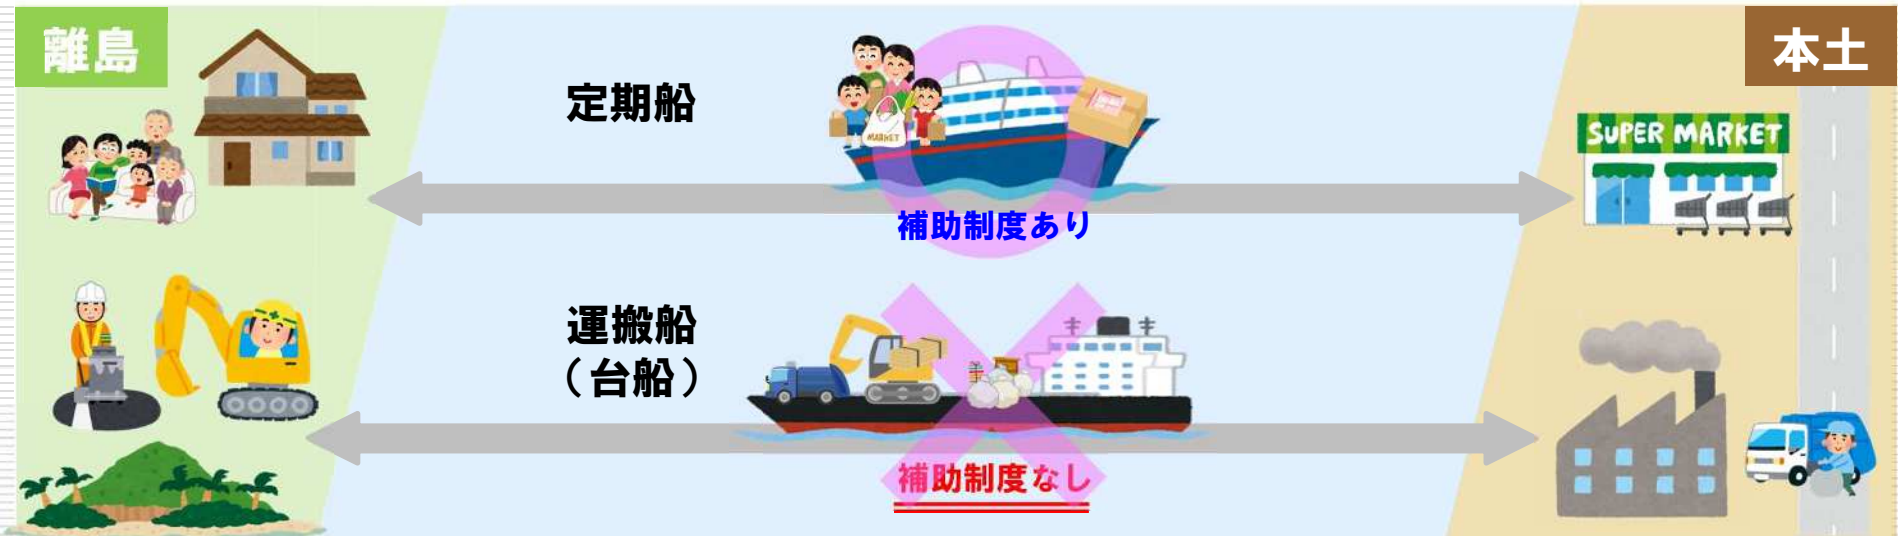 離島
本土
定期船
MARKET
SUPER MARKET
補助制度あり
運搬船
（台船）
補助制度なし